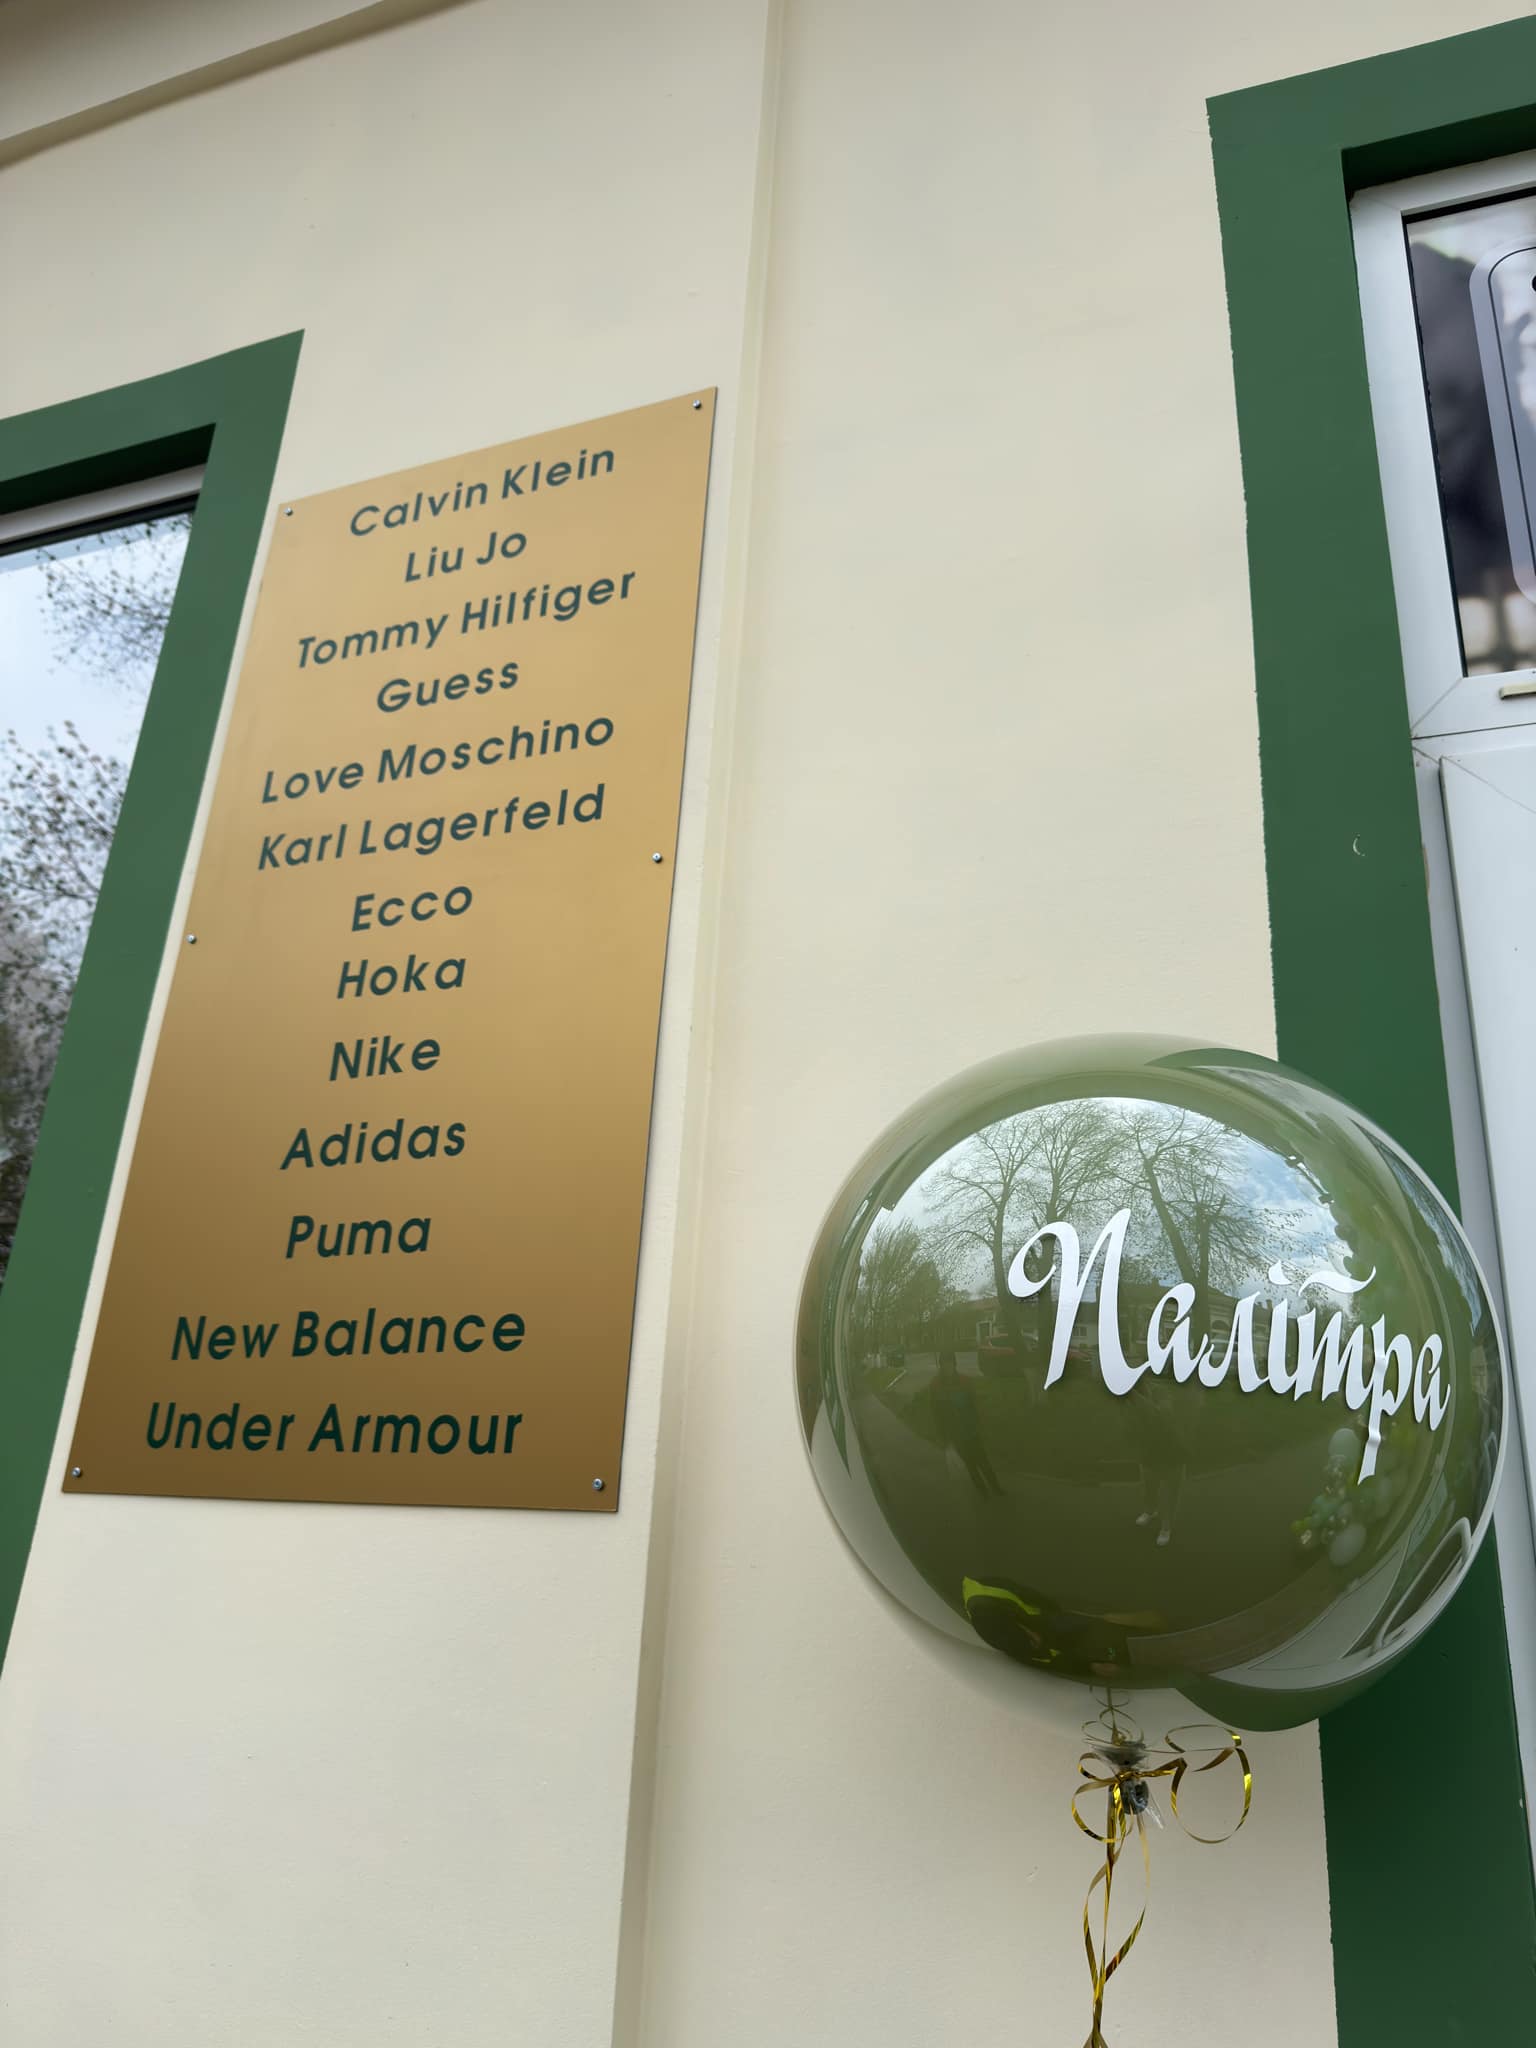 Calvin Klein
Liu Jo
Tommy Hilfiger
Guess
Love Moschino
Karl Lagerfeld
Ecco
Hoka
Nike
Adidas
Puma
New Balance
Under Armour
Палітра